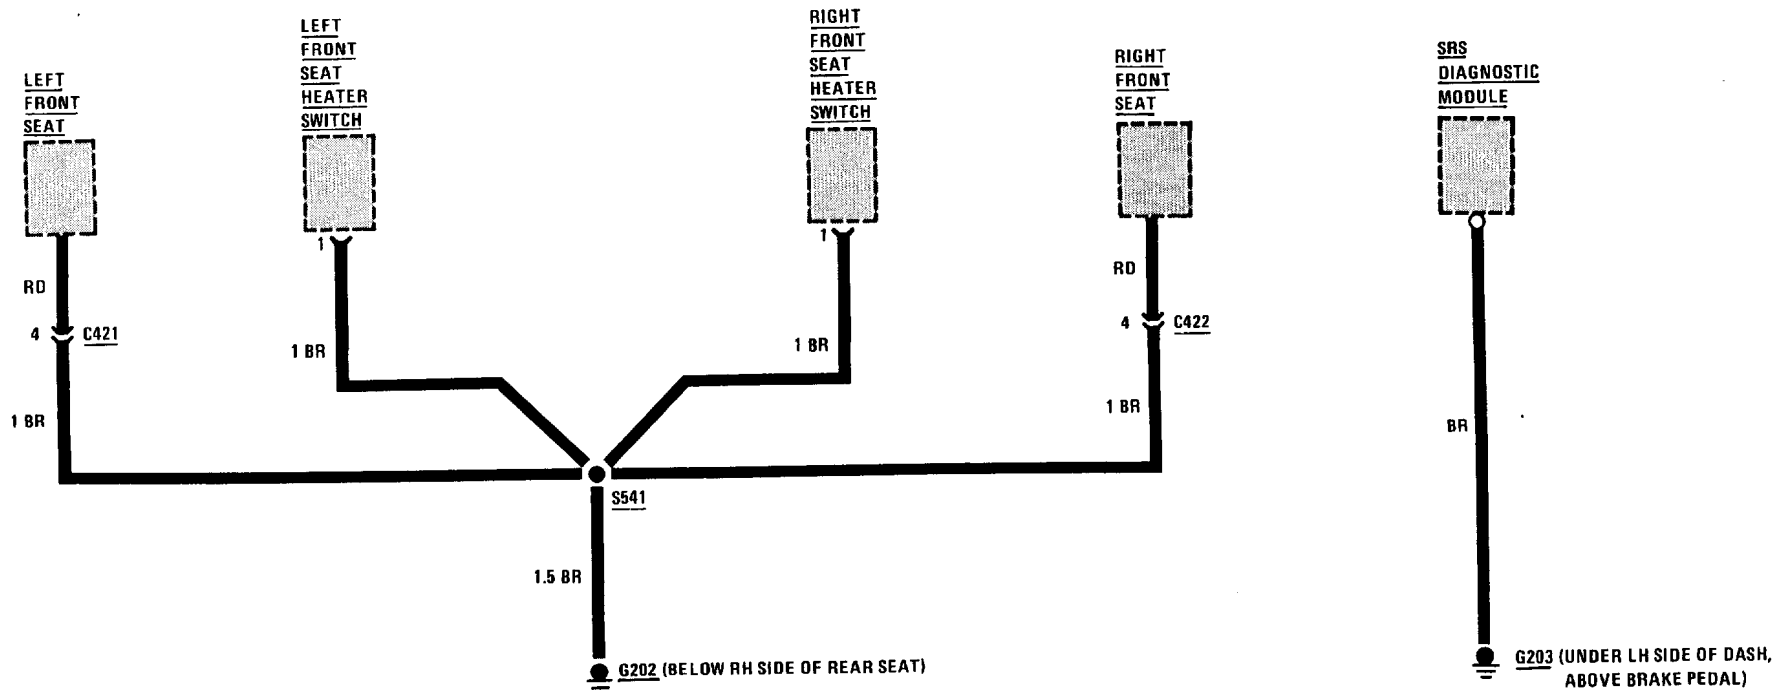 LEFT
FRONT
SEAT
RD
4
C421
1 BR
LEFT
FRONT
SEAT
HEATER
SWITCH
1
1 BR
RIGHT
FRONT
SEAT
HEATER
SWITCH
1
1 BR
RIGHT
FRONT
SEAT
RD
4
C422
1 BR
S541
1.5 BR
G202 (BELOW RH SIDE OF REAR SEAT)
SRS
DIAGNOSTIC
MODULE
BR
G203 (UNDER LH SIDE OF DASH,
ABOVE BRAKE PEDAL)